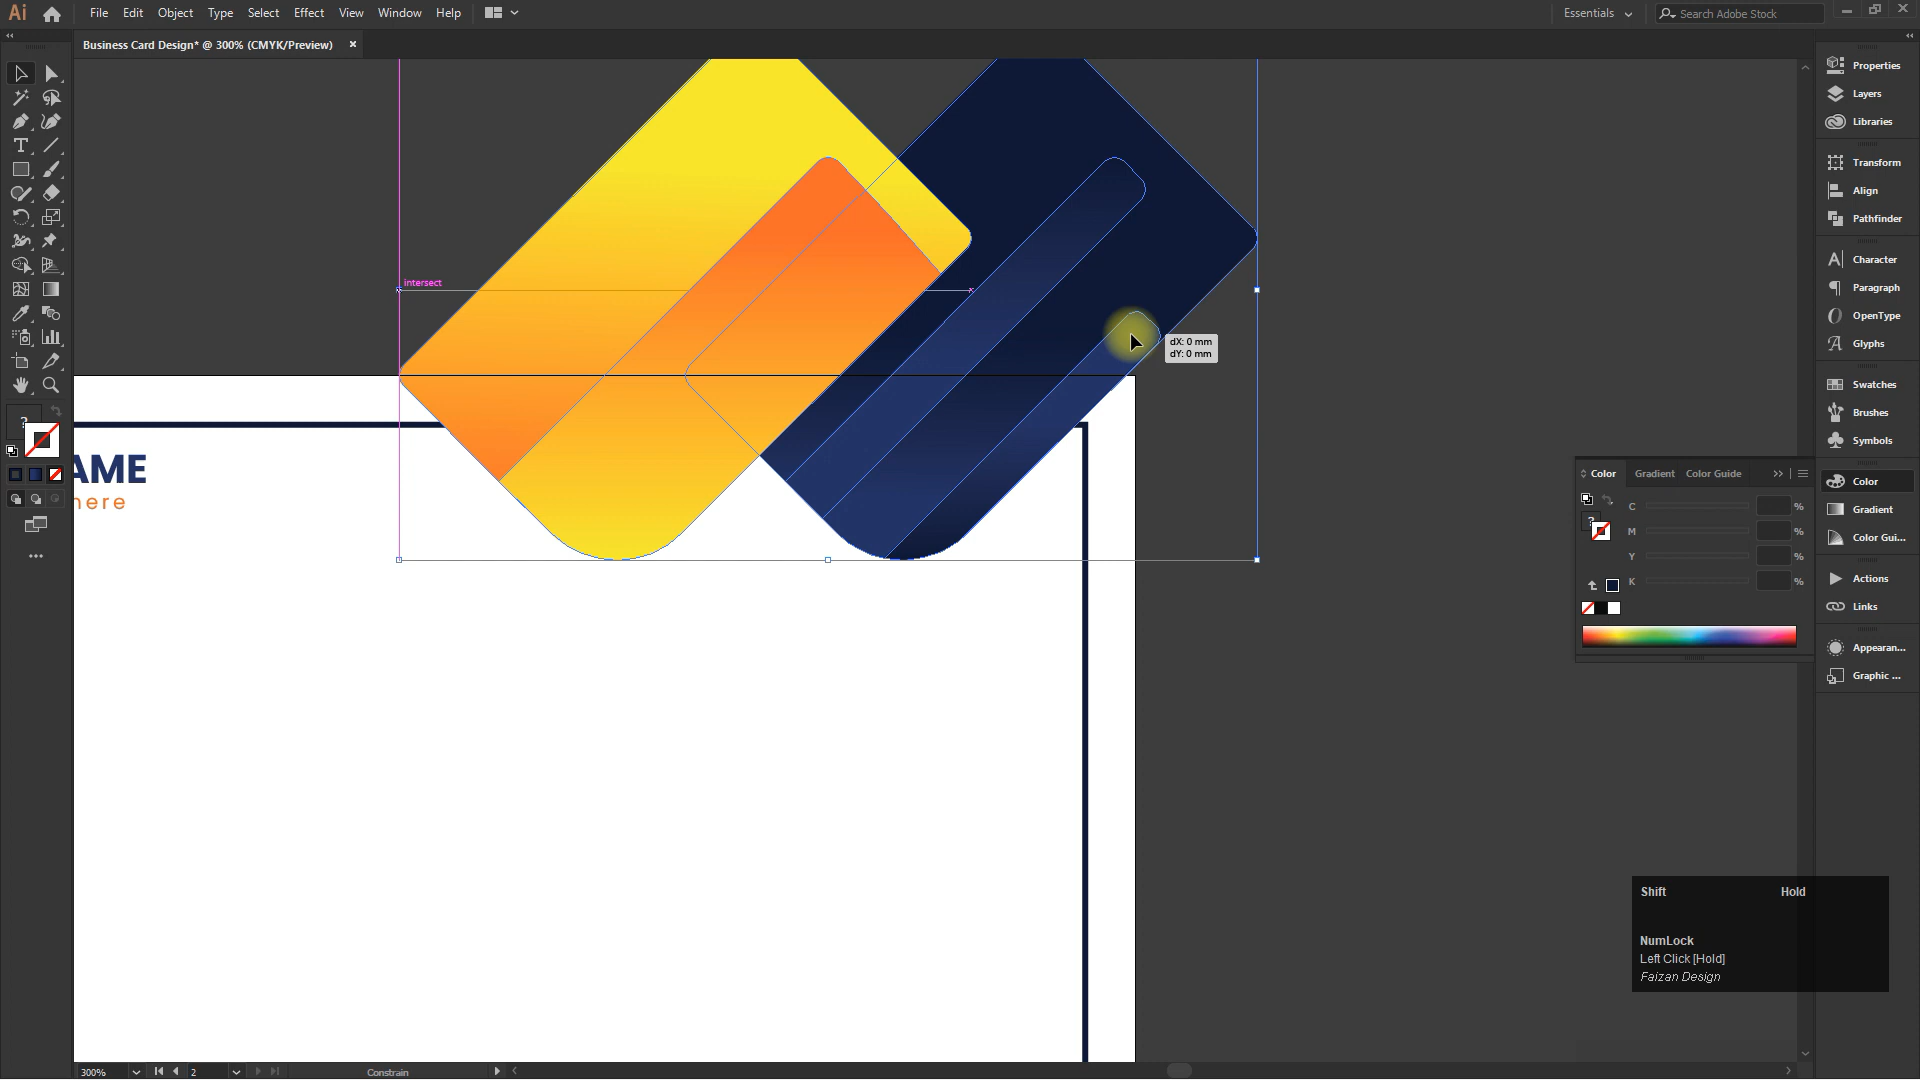 Ai File Edit Object Type Select Effect View Window Help
Essentials
Search Adobe Stock
Business Card Design* @ 300% (CMYK/Preview) ×
Properties
Layers
Libraries
Transform
Align
Pathfinder
Character
Paragraph
OpenType
Glyphs
Swatches
Brushes
Symbols
Color
Gradient
Color Gui...
Actions
Links
Appearan...
Graphic ...
intersect
dX: 0 mm
dY: 0 mm
AME
here
Color Gradient Color Guide
C %
M %
Y %
K %
?
?
Shift Hold
NumLock
Left Click [Hold]
Faizan Design
300% 2 Constrain